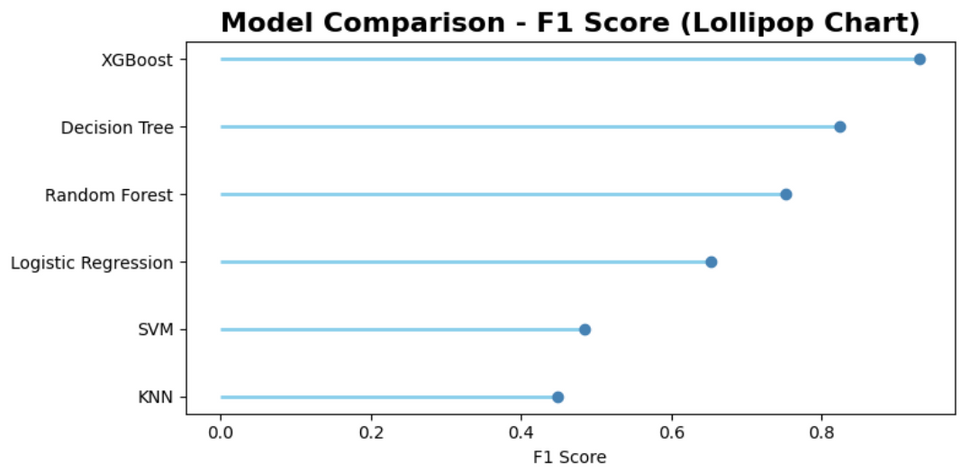 Model Comparison - F1 Score (Lollipop Chart)
XGBoost
Decision Tree
Random Forest
Logistic Regression
SVM
KNN
0.0 0.2 0.4 0.6 0.8
F1 Score